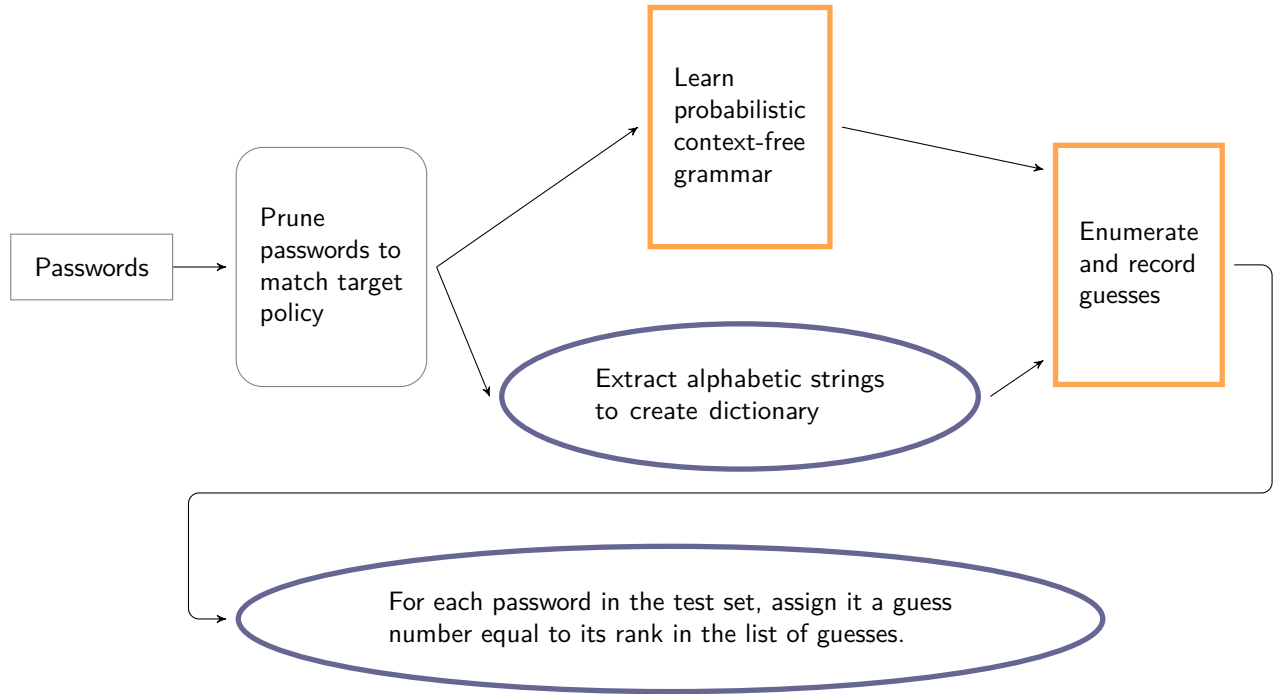 Passwords
Prune
passwords to
match target
policy
Learn
probabilistic
context-free
grammar
Extract alphabetic strings
to create dictionary
Enumerate
and record
guesses
For each password in the test set, assign it a guess
number equal to its rank in the list of guesses.